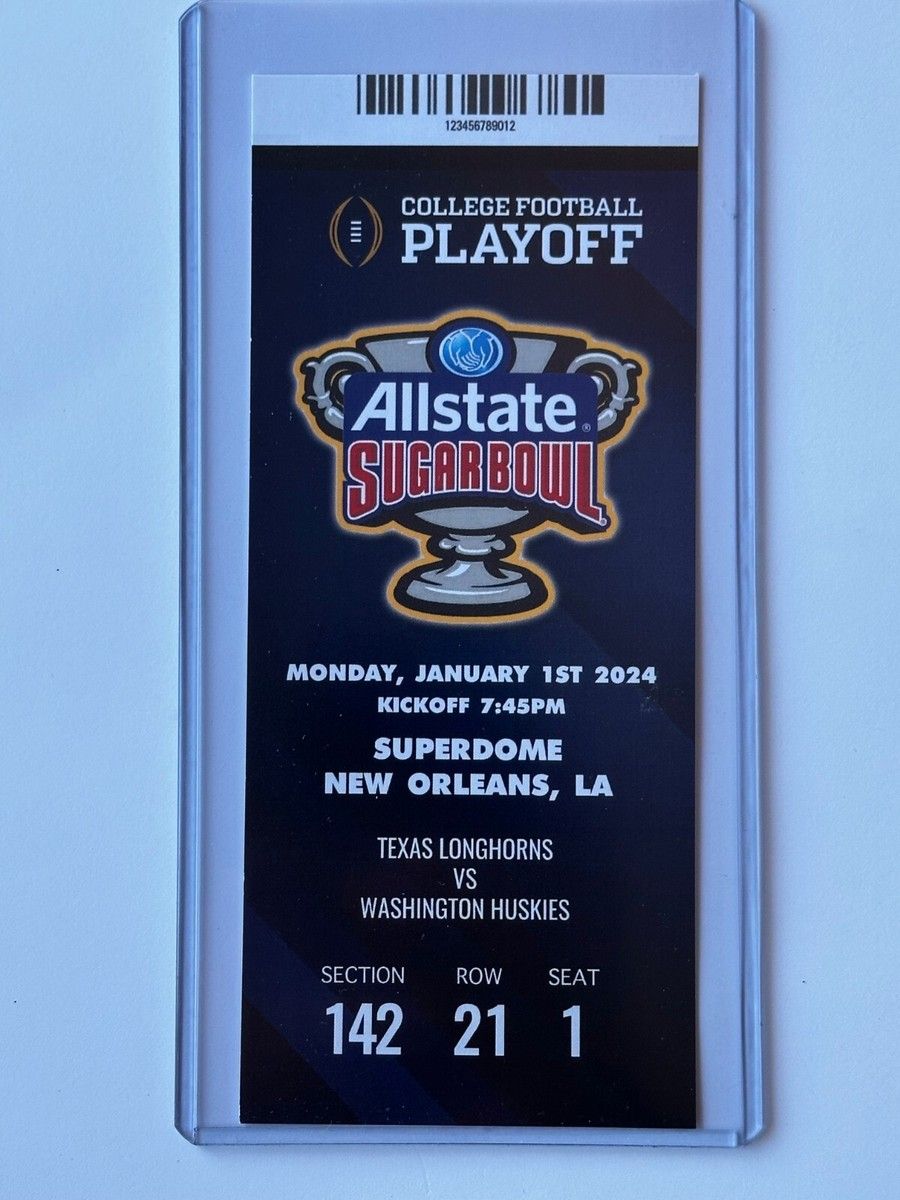 123456789012
COLLEGE FOOTBALL
PLAYOFF
Allstate®
SUGAR BOWL®
MONDAY, JANUARY 1ST 2024
KICKOFF 7:45PM
SUPERDOME
NEW ORLEANS, LA
TEXAS LONGHORNS
VS
WASHINGTON HUSKIES
SECTION ROW SEAT
142 21 1